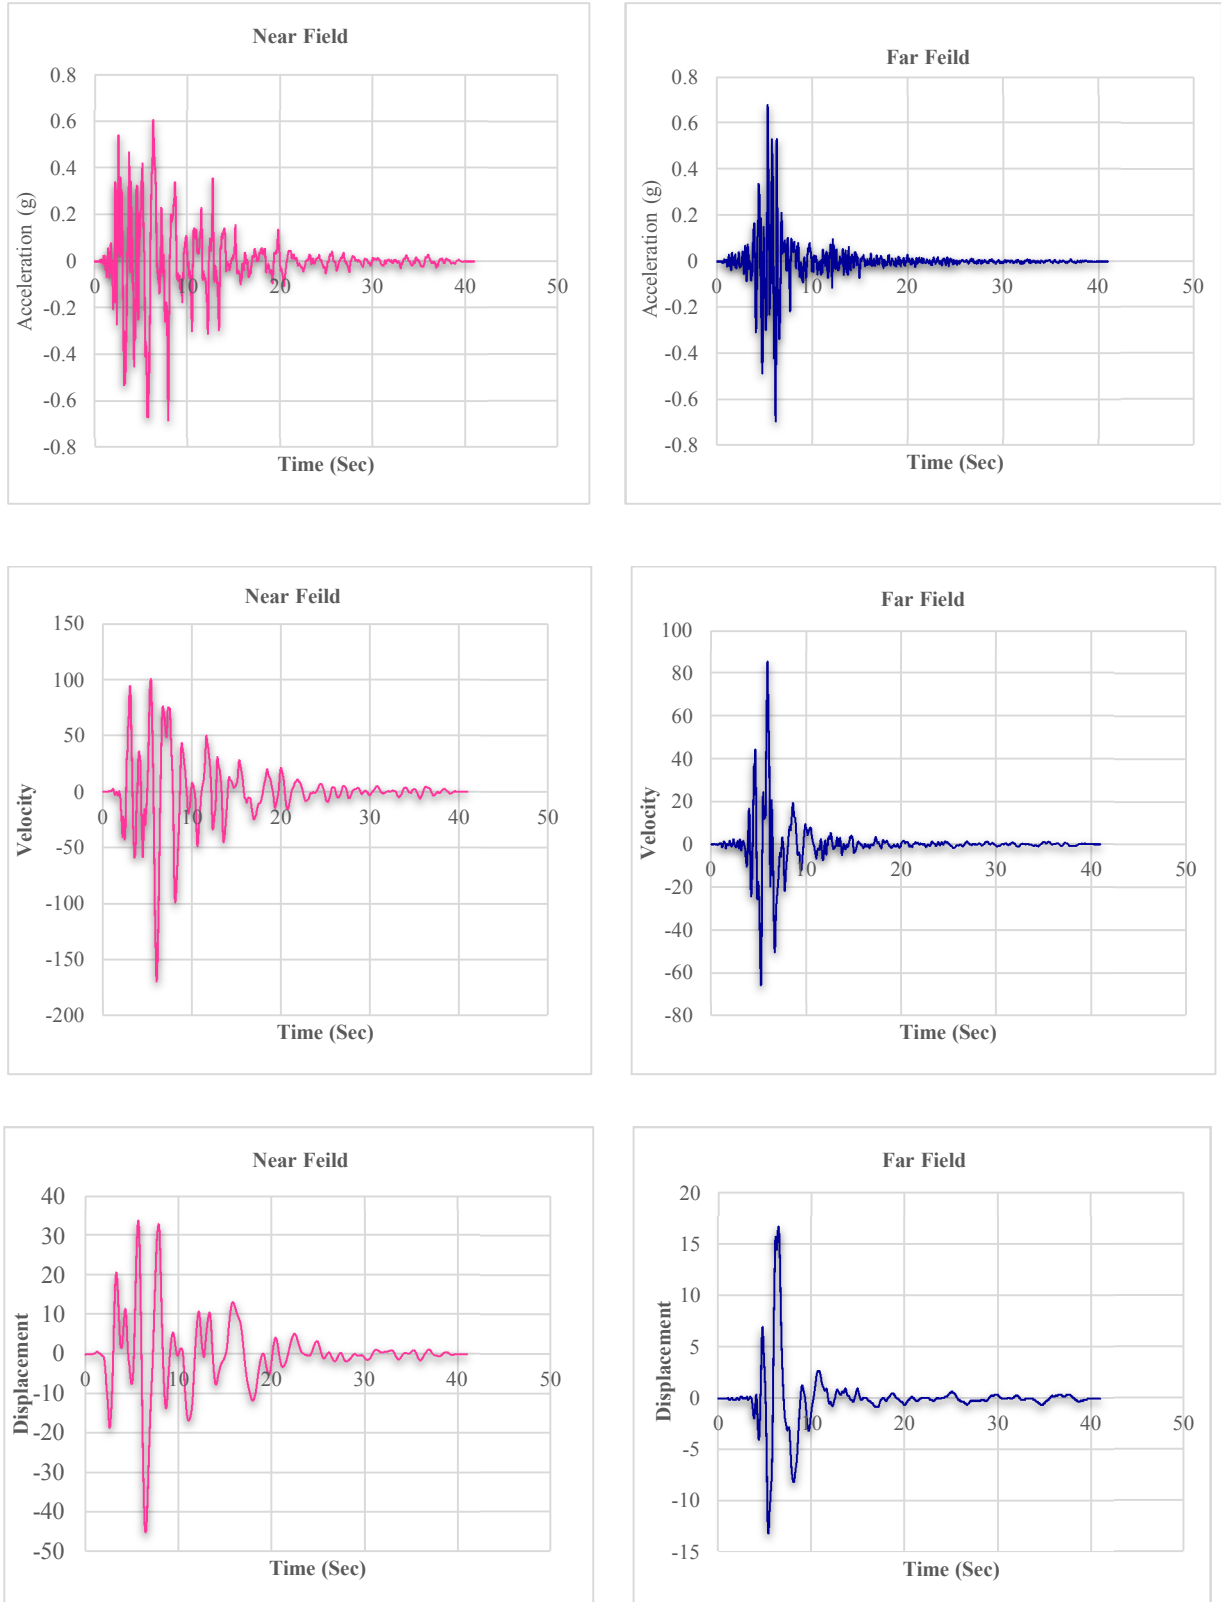 Near Field
0.8
0.6
0.4
0.2
0
-0.2
-0.4
-0.6
-0.8
0 10 20 30 40 50
Acceleration (g)
Time (Sec)
Far Feild
0.8
0.6
0.4
0.2
0
-0.2
-0.4
-0.6
-0.8
0 10 20 30 40 50
Acceleration (g)
Time (Sec)
Near Feild
150
100
50
0
-50
-100
-150
-200
0 10 20 30 40 50
Velocity
Time (Sec)
Far Field
100
80
60
40
20
0
-20
-40
-60
-80
0 10 20 30 40 50
Velocity
Time (Sec)
Near Feild
40
30
20
10
0
-10
-20
-30
-40
-50
0 10 20 30 40 50
Displacement
Time (Sec)
Far Field
20
15
10
5
0
-5
-10
-15
0 10 20 30 40 50
Displacement
Time (Sec)